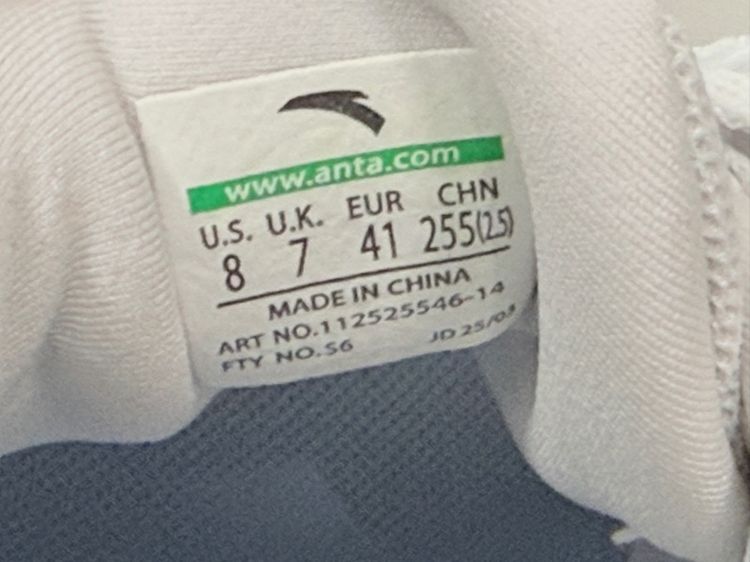 www.anta.com
U.S. U.K. EUR CHN
8 7 41 255(2.5)
MADE IN CHINA
ART NO.112525546-14
FTY NO.S6 JD 25/03